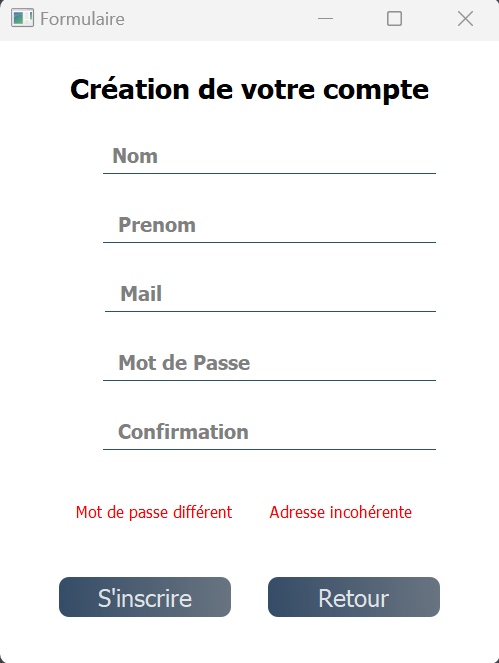 Formulaire
Création de votre compte
Nom
Prenom
Mail
Mot de Passe
Confirmation
Mot de passe différent Adresse incohérente
S'inscrire Retour